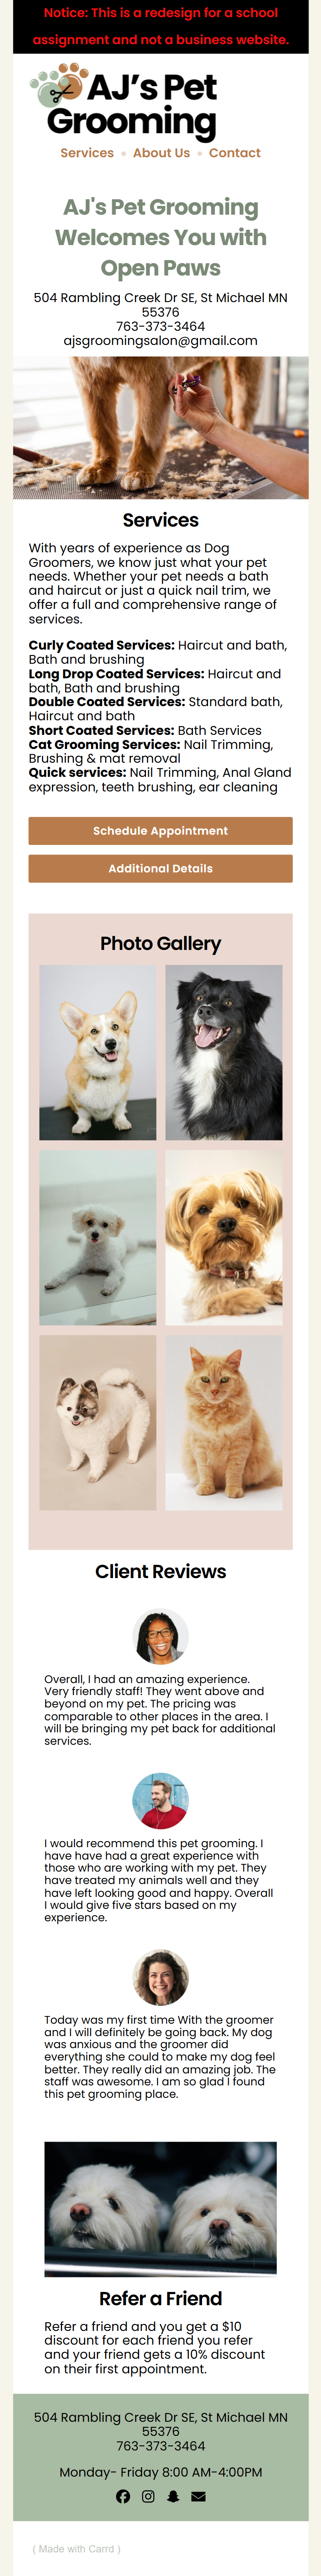 Notice: This is a redesign for a school
assignment and not a business website.
AJ's Pet
Grooming
Services • About Us • Contact
AJ's Pet Grooming
Welcomes You with
Open Paws
504 Rambling Creek Dr SE, St Michael MN
55376
763-373-3464
ajsgroomingsalon@gmail.com
Services
With years of experience as Dog
Groomers, we know just what your pet
needs. Whether your pet needs a bath
and haircut or just a quick nail trim, we
offer a full and comprehensive range of
services.
Curly Coated Services: Haircut and bath,
Bath and brushing
Long Drop Coated Services: Haircut and
bath, Bath and brushing
Double Coated Services: Standard bath,
Haircut and bath
Short Coated Services: Bath Services
Cat Grooming Services: Nail Trimming,
Brushing & mat removal
Quick services: Nail Trimming, Anal Gland
expression, teeth brushing, ear cleaning
Schedule Appointment
Additional Details
Photo Gallery
Client Reviews
Overall, I had an amazing experience.
Very friendly staff! They went above and
beyond on my pet. The pricing was
comparable to other places in the area. I
will be bringing my pet back for additional
services.
I would recommend this pet grooming. I
have have had a great experience with
those who are working with my pet. They
have treated my animals well and they
have left looking good and happy. Overall
I would give five stars based on my
experience.
Today was my first time With the groomer
and I will definitely be going back. My dog
was anxious and the groomer did
everything she could to make my dog feel
better. They really did an amazing job. The
staff was awesome. I am so glad I found
this pet grooming place.
Refer a Friend
Refer a friend and you get a $10
discount for each friend you refer
and your friend gets a 10% discount
on their first appointment.
504 Rambling Creek Dr SE, St Michael MN
55376
763-373-3464
Monday- Friday 8:00 AM-4:00PM
( Made with Carrd )